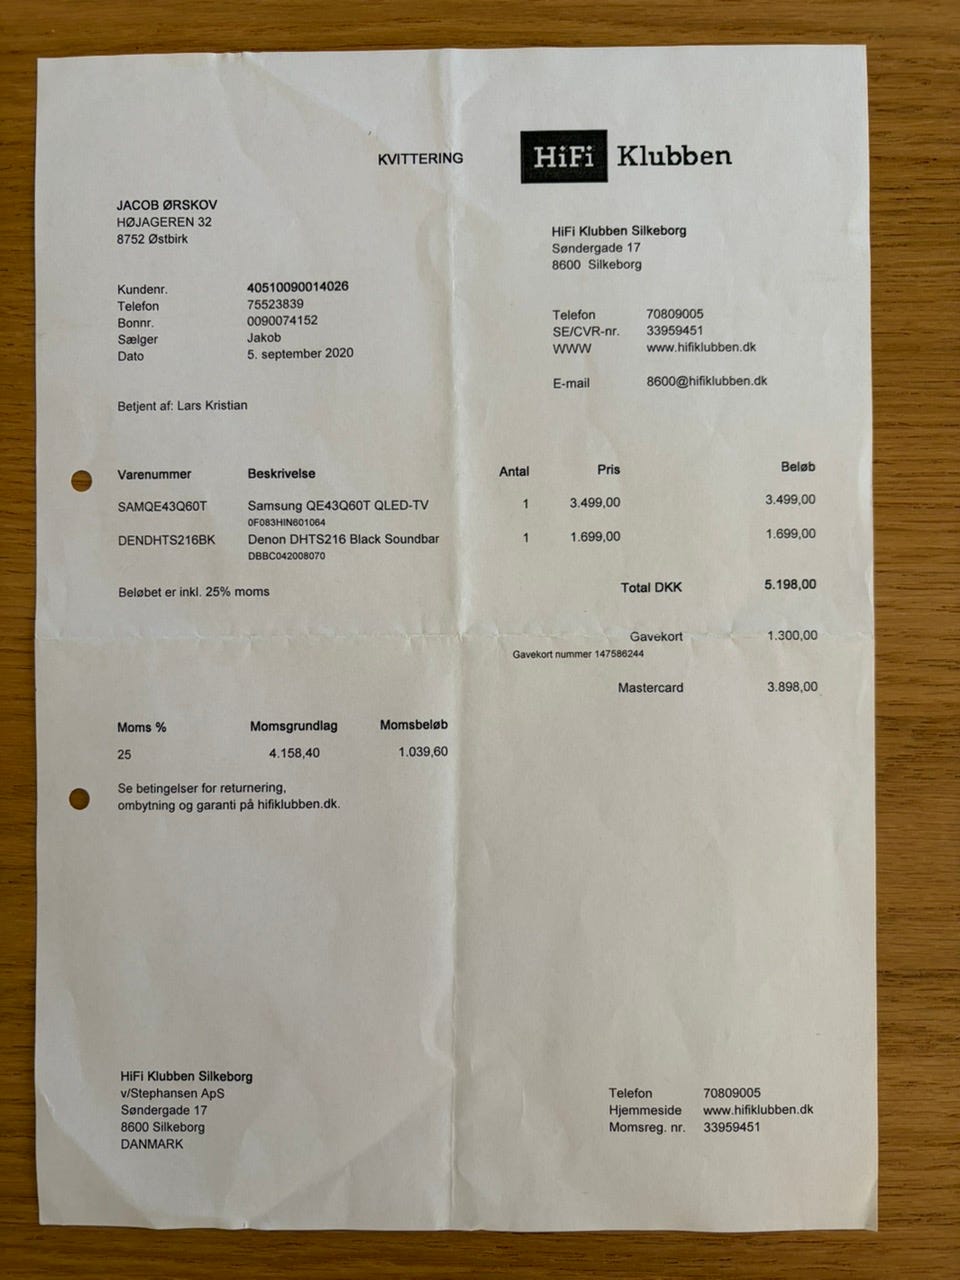 KVITTERING
HiFi Klubben
JACOB ØRSKOV
HØJAGEREN 32
8752 Østbirk
HiFi Klubben Silkeborg
Søndergade 17
8600 Silkeborg
Kundenr. 40510090014026
Telefon 75523839
Bonnr. 0090074152
Sælger Jakob
Dato 5. september 2020
Telefon 70809005
SE/CVR-nr. 33959451
WWW www.hifiklubben.dk
E-mail 8600@hifiklubben.dk
Betjent af: Lars Kristian
Varenummer Beskrivelse Antal Pris Beløb
SAMQE43Q60T Samsung QE43Q60T QLED-TV 1 3.499,00 3.499,00
0F083HIN601064
DENDHTS216BK Denon DHTS216 Black Soundbar 1 1.699,00 1.699,00
DBBC042008070
Beløbet er inkl. 25% moms
Total DKK 5.198,00
Gavekort 1.300,00
Gavekort nummer 147586244
Mastercard 3.898,00
Moms % Momsgrundlag Momsbeløb
25 4.158,40 1.039,60
Se betingelser for returnering,
ombytning og garanti på hifiklubben.dk.
HiFi Klubben Silkeborg
v/Stephansen ApS
Søndergade 17
8600 Silkeborg
DANMARK
Telefon 70809005
Hjemmeside www.hifiklubben.dk
Momsreg. nr. 33959451